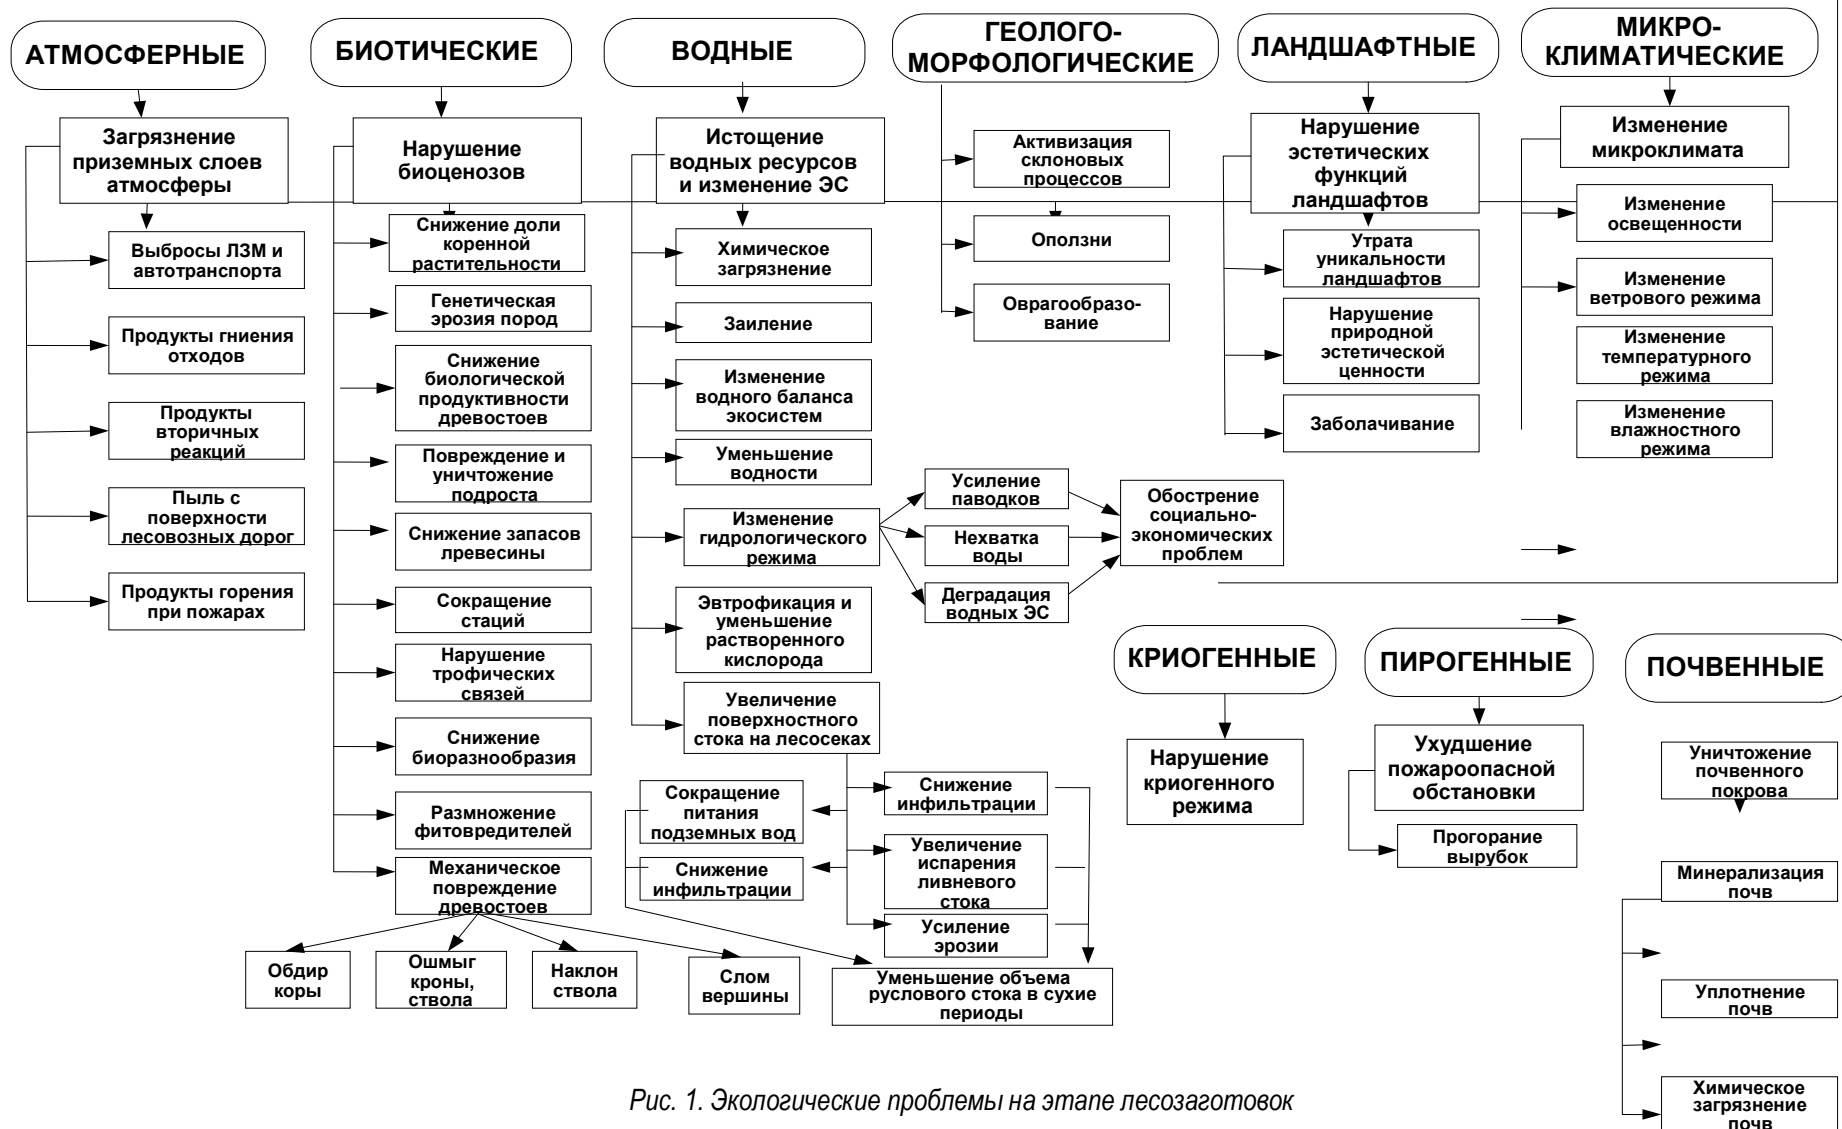 АТМОСФЕРНЫЕ
Загрязнение
приземных слоев
атмосферы
Выбросы ЛЗМ и
автотранспорта
Продукты гниения
отходов
Продукты
вторичных
реакций
Пыль с
поверхности
лесовозных дорог
Продукты горения
при пожарах
БИОТИЧЕСКИЕ
Нарушение
биоценозов
Снижение доли
коренной
растительности
Генетическая
эрозия пород
Снижение
биологической
продуктивности
древостоев
Повреждение и
уничтожение
подроста
Снижение запасов
лревесины
Сокращение
стаций
Нарушение
трофических
связей
Снижение
биоразнообразия
Размножение
фитовредителей
Механическое
повреждение
древостоев
Обдир
коры
Ошмыг
кроны,
ствола
Наклон
ствола
Слом
вершины
ВОДНЫЕ
Истощение
водных ресурсов
и изменение ЭС
Химическое
загрязнение
Заиление
Изменение
водного баланса
экосистем
Уменьшение
водности
Изменение
гидрологического
режима
Усиление
паводков
Нехватка
воды
Деградация
водных ЭС
Обострение
социально-
экономических
проблем
Эвтрофикация и
уменьшение
растворенного
кислорода
Увеличение
поверхностного
стока на лесосеках
Сокращение
питания
подземных вод
Снижение
инфильтрации
Снижение
инфильтрации
Увеличение
испарения
ливневого
стока
Усиление
эрозии
Уменьшение объема
руслового стока в сухие
периоды
ГЕОЛОГО-
МОРФОЛОГИЧЕСКИЕ
Активизация
склоновых
процессов
Оползни
Оврагообразо-
вание
ЛАНДШАФТНЫЕ
Нарушение
эстетических
функций
ландшафтов
Утрата
уникальности
ландшафтов
Нарушение
природной
эстетической
ценности
Заболачивание
МИКРО-
КЛИМАТИЧЕСКИЕ
Изменение
микроклимата
Изменение
освещенности
Изменение
ветрового режима
Изменение
температурного
режима
Изменение
влажностного
режима
КРИОГЕННЫЕ
Нарушение
криогенного
режима
ПИРОГЕННЫЕ
Ухудшение
пожароопасной
обстановки
Прогорание
вырубок
ПОЧВЕННЫЕ
Уничтожение
почвенного
покрова
Минерализация
почв
Уплотнение
почв
Химическое
загрязнение
почв
Рис. 1. Экологические проблемы на этапе лесозаготовок